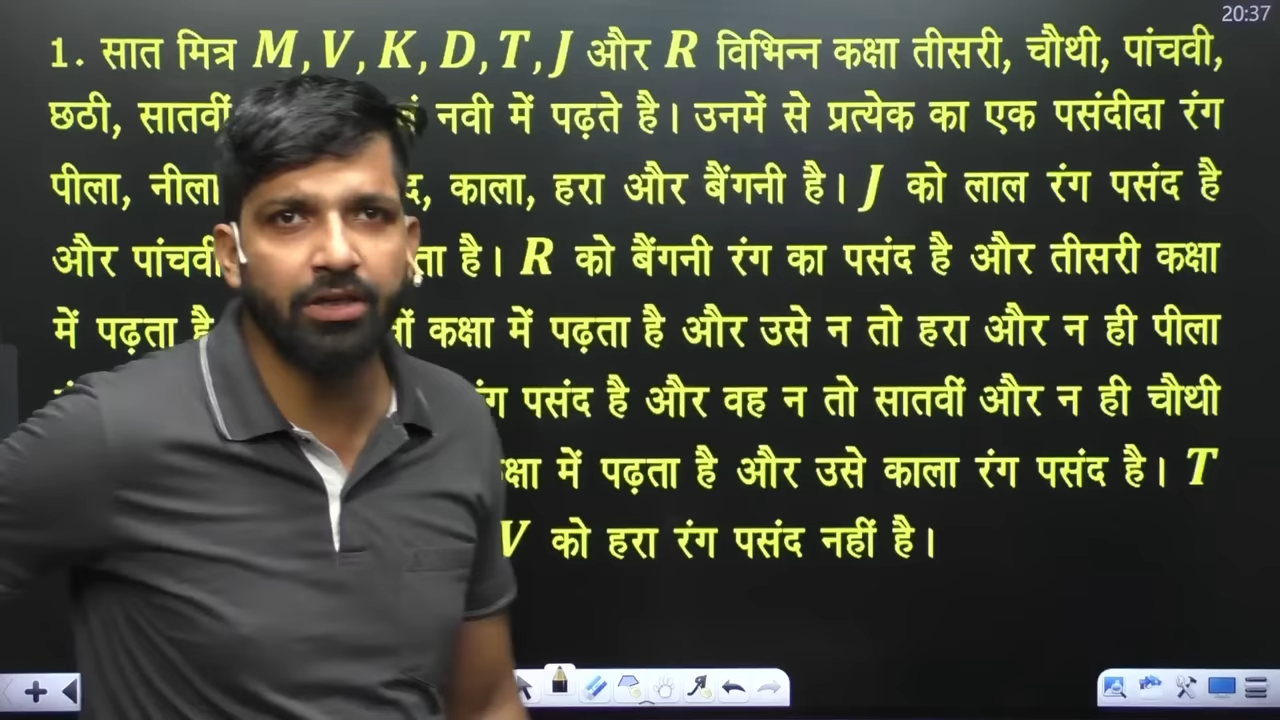 20:37
1. सात मित्र M, V, K, D, T, J और R विभिन्न कक्षा तीसरी, चौथी, पांचवी,
छठी, सातवीं नवी में पढ़ते है। उनमें से प्रत्येक का एक पसंदीदा रंग
पीला, नीला काला, हरा और बैंगनी है। J को लाल रंग पसंद है
और पांचवी है। R को बैंगनी रंग का पसंद है और तीसरी कक्षा
में पढ़ता कक्षा में पढ़ता है और उसे न तो हरा और न ही पीला
पसंद है और वह न तो सातवीं और न ही चौथी
में पढ़ता है और उसे काला रंग पसंद है। T
V को हरा रंग पसंद नहीं है।